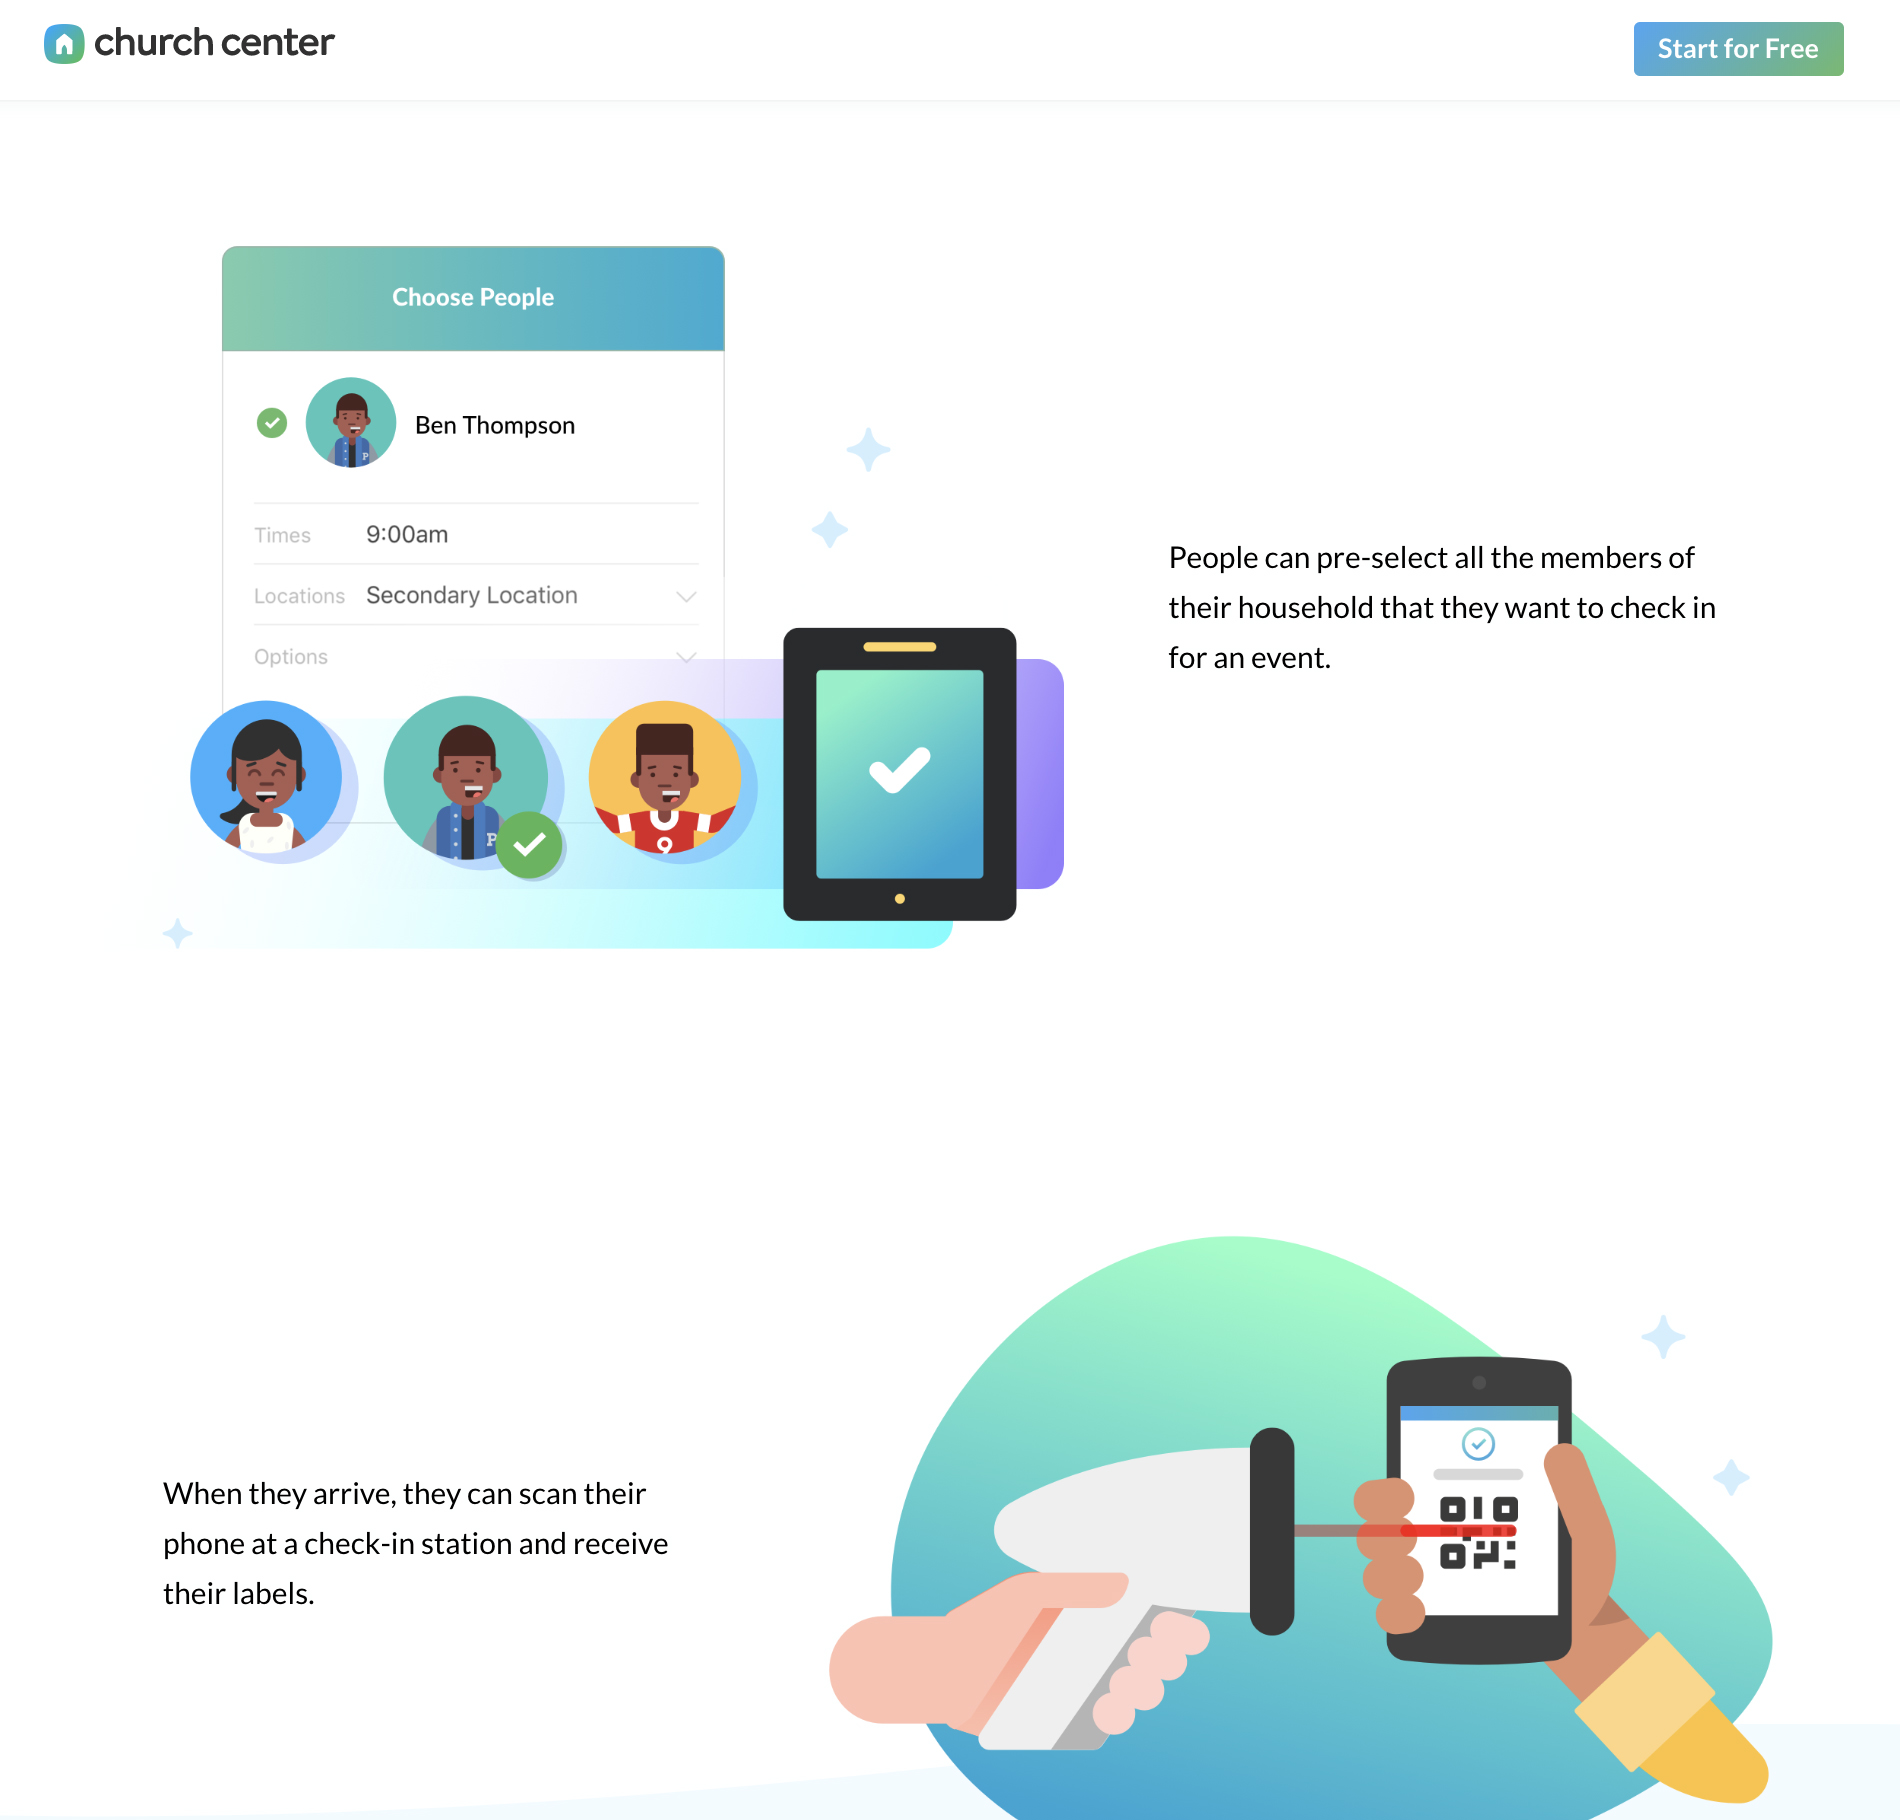 church center
Start for Free
Choose People
Ben Thompson
Times 9:00am
Locations Secondary Location
Options
P
P
9
People can pre-select all the members of
their household that they want to check in
for an event.
When they arrive, they can scan their
phone at a check-in station and receive
their labels.